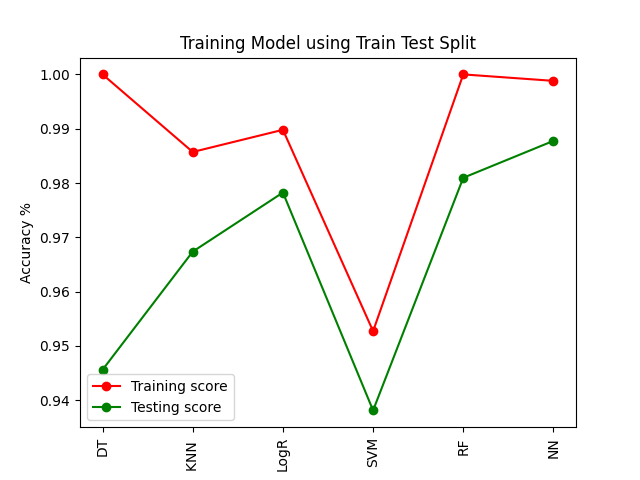 Training Model using Train Test Split
Accuracy %
1.00
0.99
0.98
0.97
0.96
0.95
0.94
Training score
Testing score
DT
KNN
LogR
SVM
RF
NN